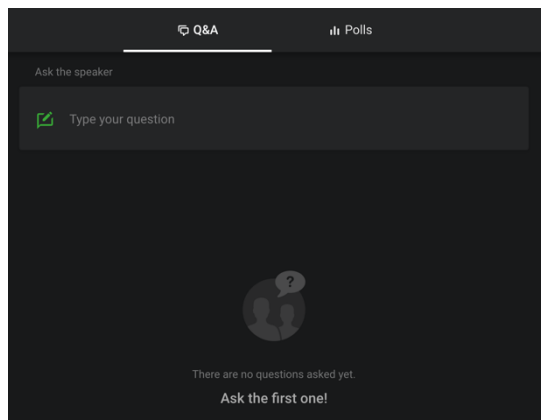 Q&A Polls
Ask the speaker
Type your question
?
There are no questions asked yet.
Ask the first one!